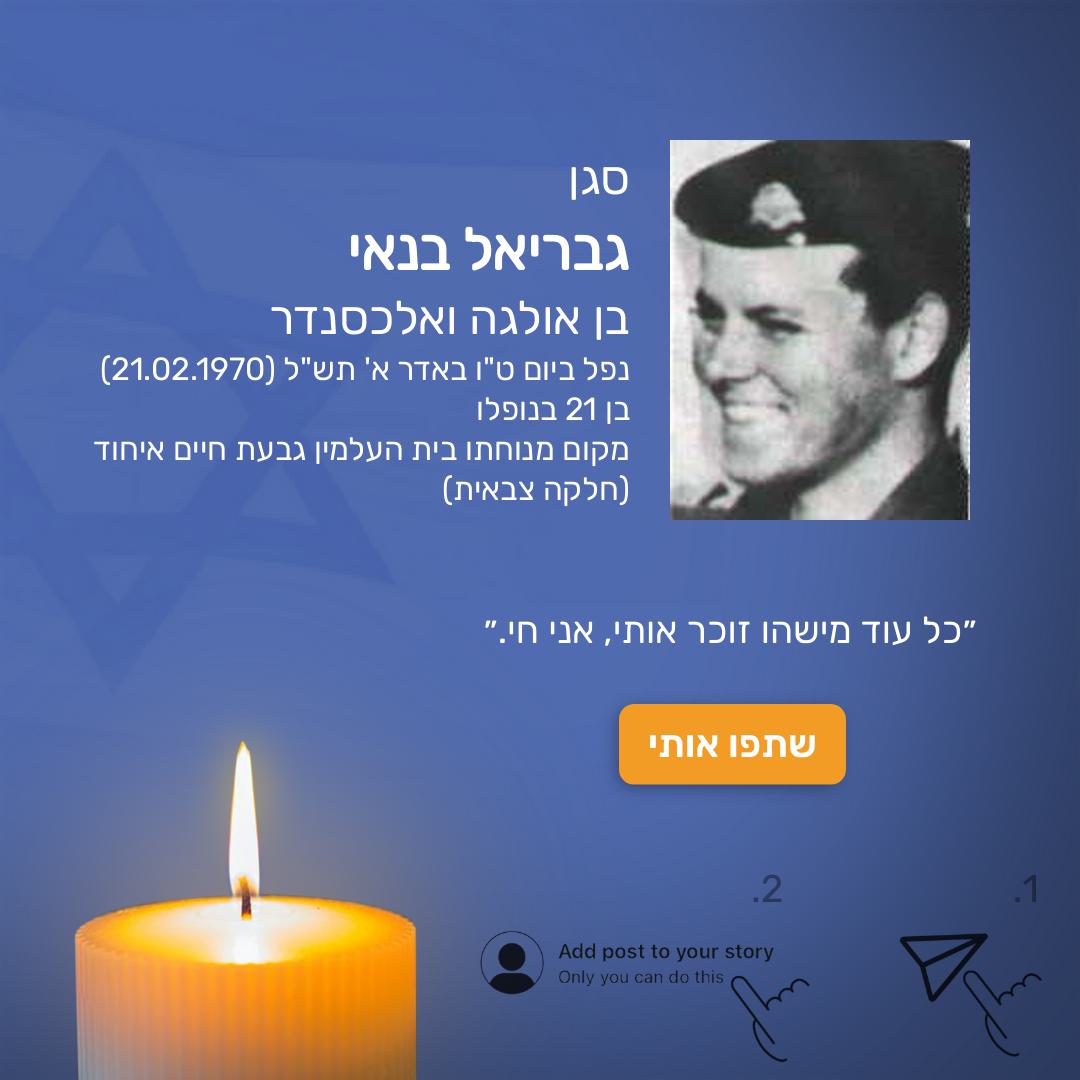 סגן
גבריאל בנאי
בן אולגה ואלכסנדר
נפל ביום ט"ו באדר א' תש"ל (21.02.1970)
בן 21 בנופלו
מקום מנוחתו בית העלמין גבעת חיים איחוד
(חלקה צבאית)
״כל עוד מישהו זוכר אותי, אני חי.״
שתפו אותי
1.
2.
Add post to your story
Only you can do this